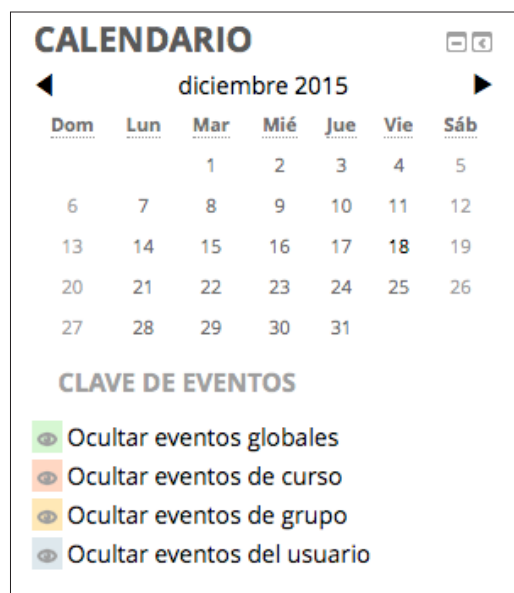 CALENDARIO
diciembre 2015
Dom Lun Mar Mié Jue Vie Sáb
1 2 3 4 5
6 7 8 9 10 11 12
13 14 15 16 17 18 19
20 21 22 23 24 25 26
27 28 29 30 31
CLAVE DE EVENTOS
Ocultar eventos globales
Ocultar eventos de curso
Ocultar eventos de grupo
Ocultar eventos del usuario